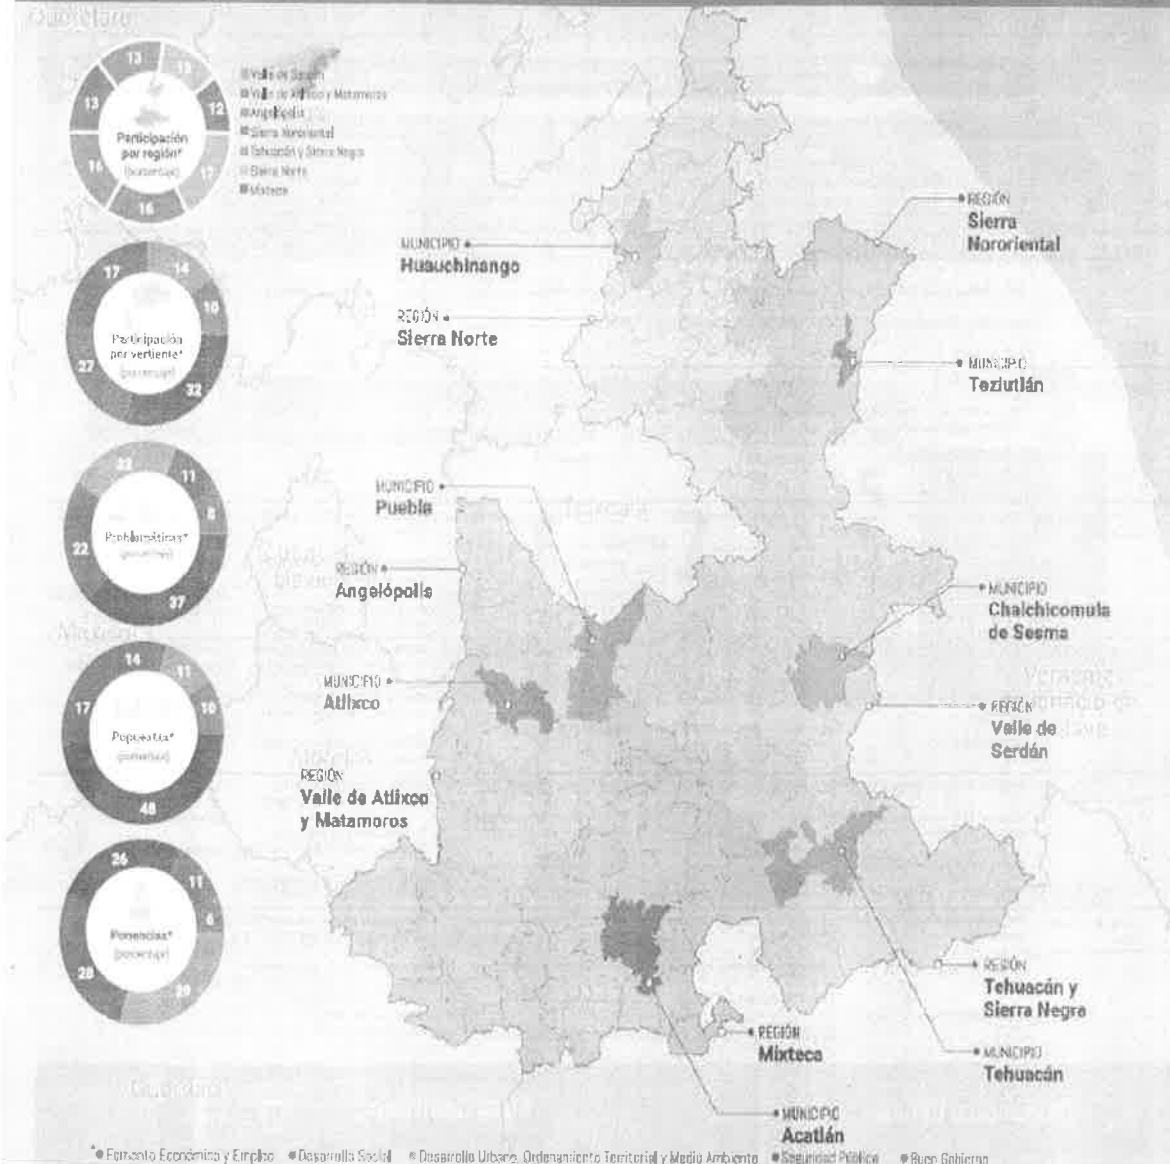 Querétaro
13
13
12
17
16
16
13
Participación
por región*
(porcentaje)
Valle de Serdán
Valle de Atlixco y Matamoros
Angelópolis
Sierra Nororiental
Tehuacán y Sierra Negra
Sierra Norte
Mixteca
17
14
10
32
27
Participación
por vertiente*
(porcentaje)
22
11
8
37
22
Problemáticas*
(porcentaje)
14
11
10
48
17
Propuestas*
(porcentaje)
26
11
6
29
28
Ponencias*
(porcentaje)
MUNICIPIO
Huauchinango
REGIÓN
Sierra Norte
REGIÓN
Sierra
Nororiental
MUNICIPIO
Teziutlán
MUNICIPIO
Puebla
REGIÓN
Angelópolis
MUNICIPIO
Atlixco
REGIÓN
Valle de Atlixco
y Matamoros
MUNICIPIO
Chalchicomula
de Sesma
REGIÓN
Valle de
Serdán
REGIÓN
Tehuacán y
Sierra Negra
MUNICIPIO
Tehuacán
REGIÓN
Mixteca
MUNICIPIO
Acatlán
Tlaxcala
Morelos
*Fomento Económico y Empleo Desarrollo Social Desarrollo Urbano, Ordenamiento Territorial y Medio Ambiente Seguridad Pública Buen Gobierno